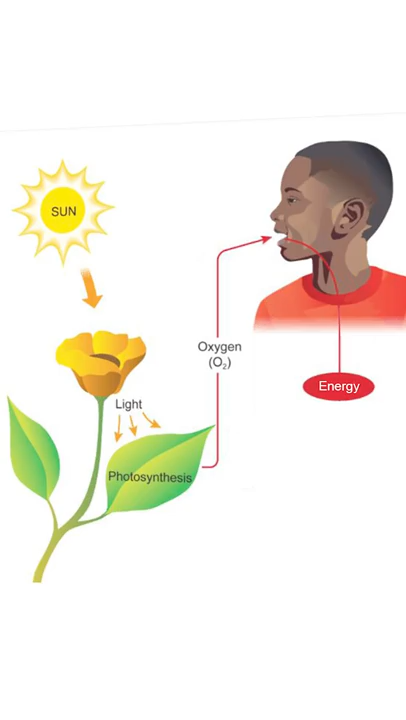 SUN
Light
Photosynthesis
Oxygen
(O₂)
Energy